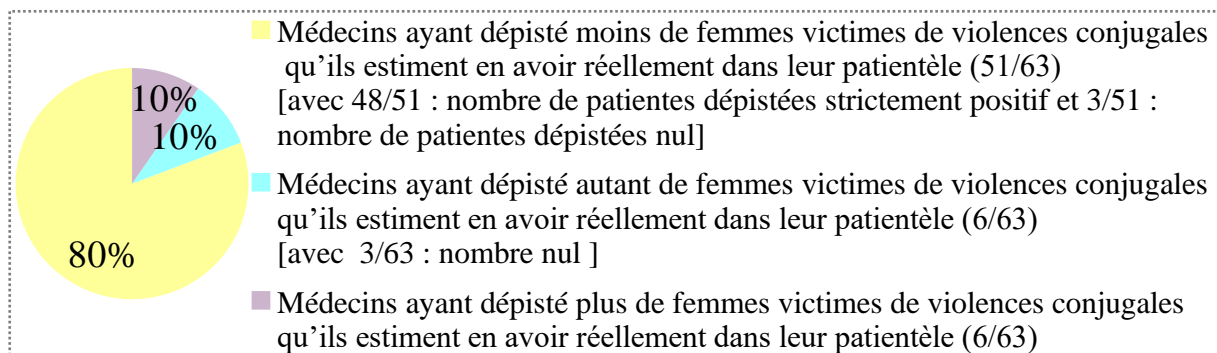 Médecins ayant dépisté moins de femmes victimes de violences conjugales
qu’ils estiment en avoir réellement dans leur patientèle (51/63)
[avec 48/51 : nombre de patientes dépistées strictement positif et 3/51 :
nombre de patientes dépistées nul]
Médecins ayant dépisté autant de femmes victimes de violences conjugales
qu’ils estiment en avoir réellement dans leur patientèle (6/63)
[avec 3/63 : nombre nul ]
Médecins ayant dépisté plus de femmes victimes de violences conjugales
qu’ils estiment en avoir réellement dans leur patientèle (6/63)
10%
10%
80%